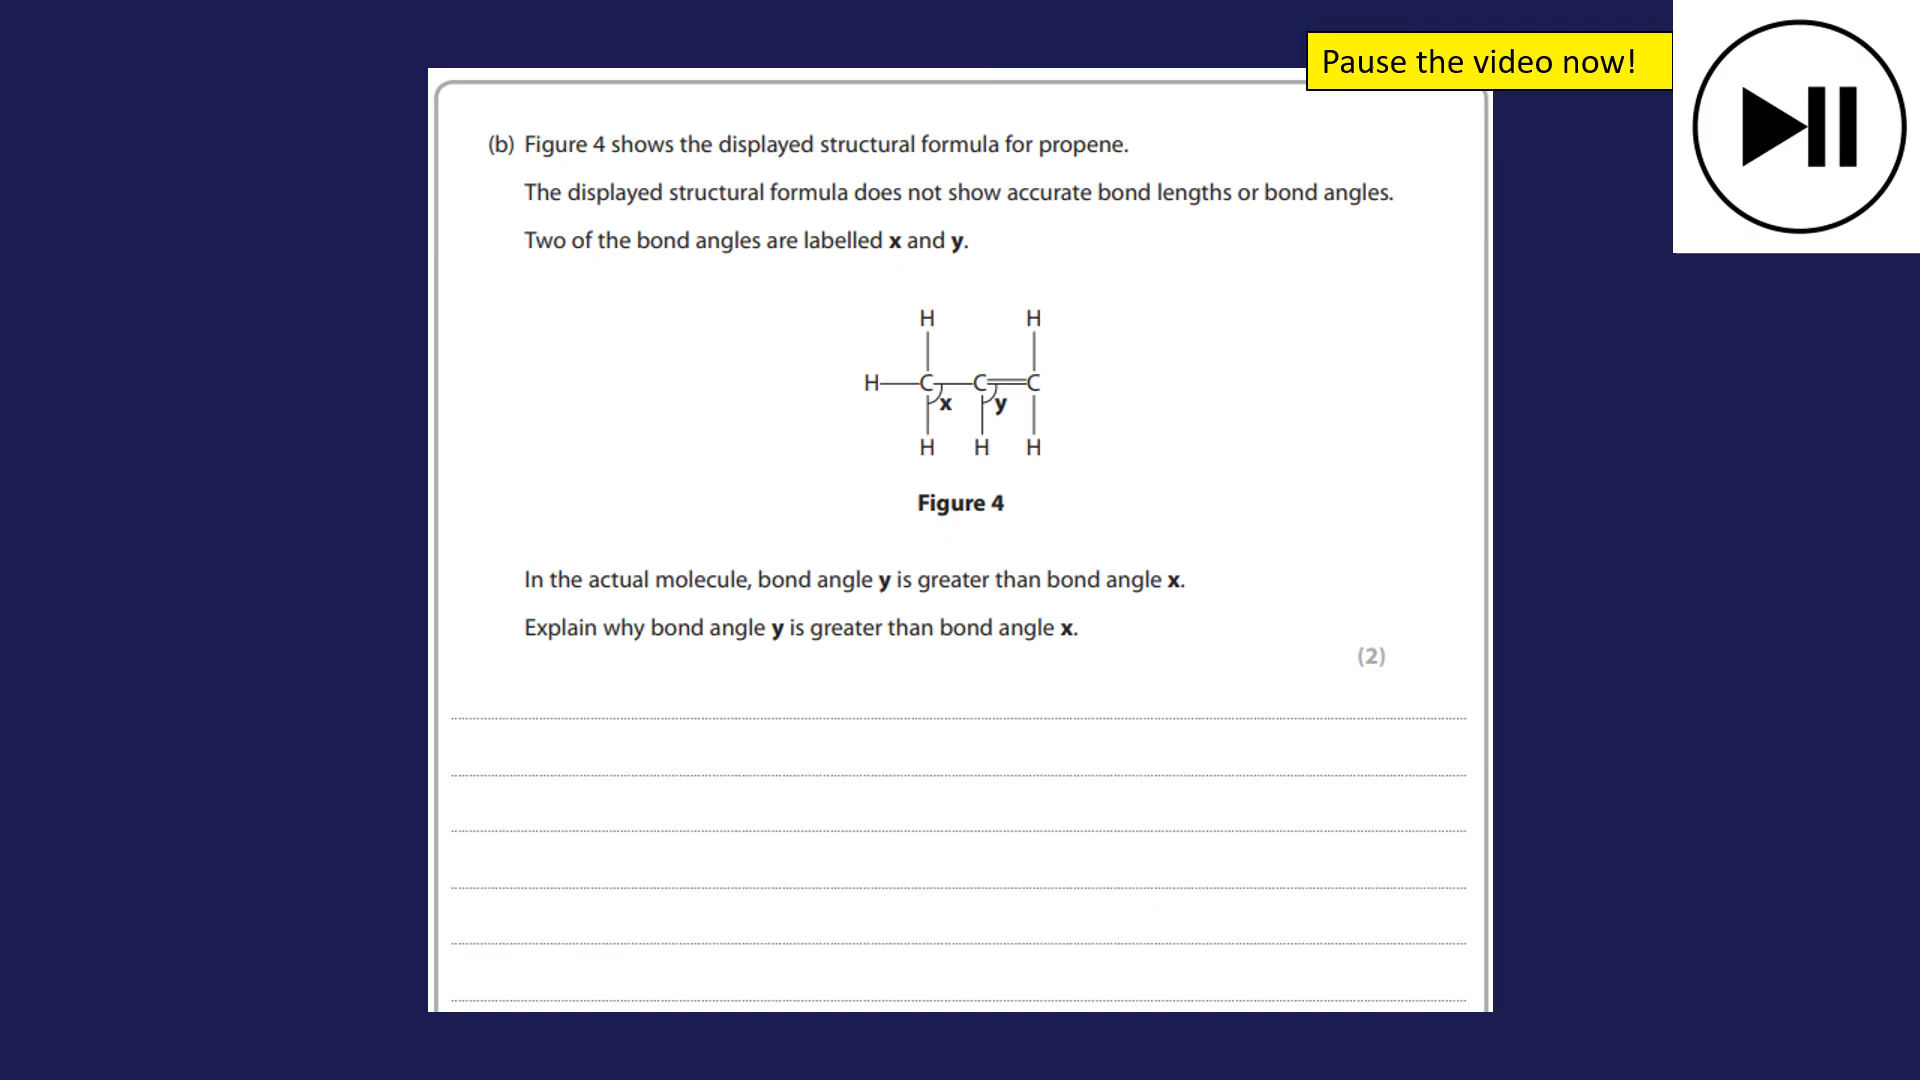 Pause the video now!
(b) Figure 4 shows the displayed structural formula for propene.
The displayed structural formula does not show accurate bond lengths or bond angles.
Two of the bond angles are labelled x and y.
H H
H C C C
x y
H H H
Figure 4
In the actual molecule, bond angle y is greater than bond angle x.
Explain why bond angle y is greater than bond angle x.
(2)